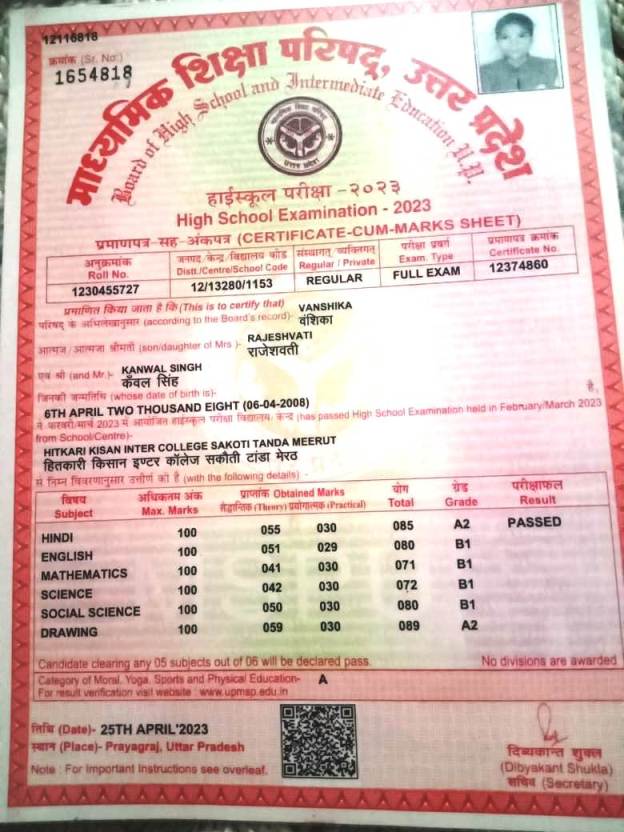 12116818
क्रमांक (Sr. No.)
1654818
माध्यमिक शिक्षा परिषद्, उत्तर प्रदेश
Board of High School and Intermediate Education U.P.
माध्यमिक शिक्षा परिषद्
उत्तर प्रदेश
हाईस्कूल परीक्षा -२०२३
High School Examination - 2023
प्रमाणपत्र-सह-अंकपत्र (CERTIFICATE-CUM-MARKS SHEET)
अनुक्रमांक जनपद/केन्द्र/विद्यालय कोड संस्थागत/व्यक्तिगत परीक्षा प्रवर्ग प्रमाणपत्र क्रमांक
Roll No. Distt./Centre/School Code Regular / Private Exam. Type Certificate No.
1230455727 12/13280/1153 REGULAR FULL EXAM 12374860
प्रमाणित किया जाता है कि (This is to certify that) VANSHIKA
परिषद् के अभिलेखानुसार (according to the Board's record)- वंशिका
RAJESHVATI
आत्मज/आत्मजा श्रीमती (son/daughter of Mrs.)- राजेशवती
KANWAL SINGH
एवं श्री (and Mr.)- कँवल सिंह
जिनकी जन्मतिथि (whose date of birth is)- है,
6TH APRIL TWO THOUSAND EIGHT (06-04-2008)
ने फरवरी/मार्च 2023 में आयोजित हाईस्कूल परीक्षा विद्यालय/केन्द्र (has passed High School Examination held in February/March 2023
from School/Centre)-
HITKARI KISAN INTER COLLEGE SAKOTI TANDA MEERUT
हितकारी किसान इण्टर कॉलेज सकौती टांडा मेरठ
से निम्न विवरणानुसार उत्तीर्ण की है (with the following details) -
विषय अधिकतम अंक प्राप्तांक Obtained Marks योग ग्रेड परीक्षाफल
Subject Max. Marks सैद्धान्तिक (Theory) प्रयोगात्मक (Practical) Total Grade Result
HINDI 100 055 030 085 A2 PASSED
ENGLISH 100 051 029 080 B1
MATHEMATICS 100 041 030 071 B1
SCIENCE 100 042 030 072 B1
SOCIAL SCIENCE 100 050 030 080 B1
DRAWING 100 059 030 089 A2
Candidate clearing any 05 subjects out of 06 will be declared pass. No divisions are awarded
Category of Moral, Yoga, Sports and Physical Education- A
For result verification visit website : www.upmsp.edu.in
तिथि (Date)- 25TH APRIL'2023
स्थान (Place)- Prayagraj, Uttar Pradesh
Note : For Important Instructions see overleaf.
दिब्यकान्त शुक्ल
(Dibyakant Shukla)
सचिव (Secretary)